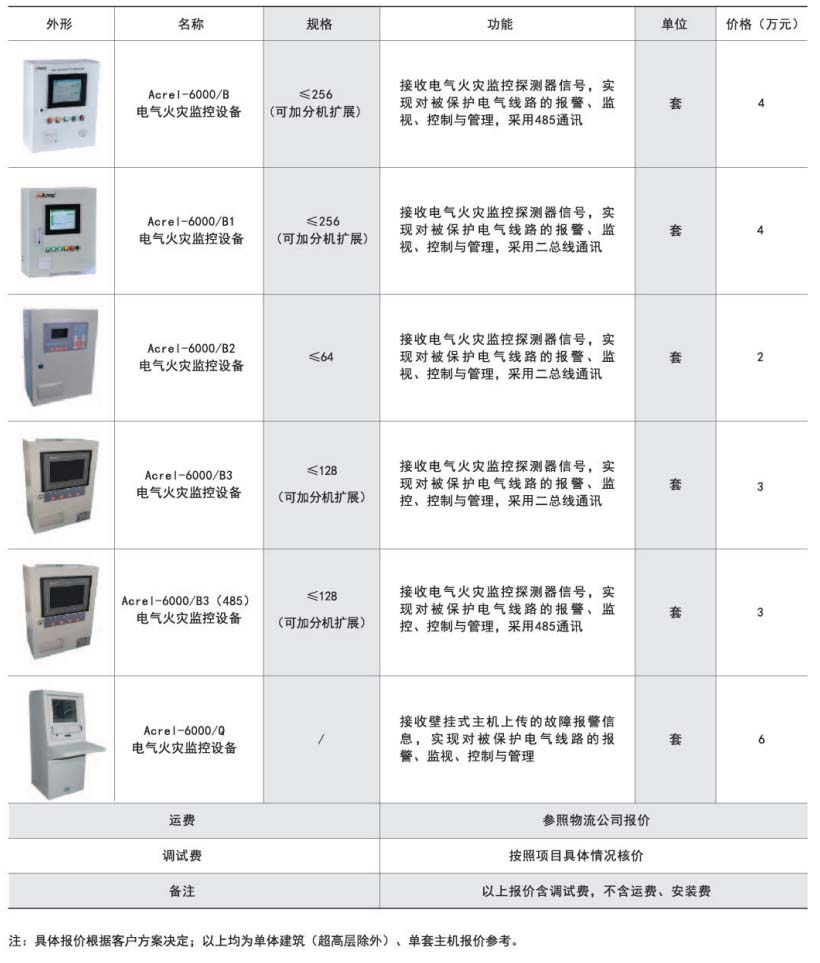 外形 名称 规格 功能 单位 价格（万元）
Acrel-6000/B
电气火灾监控设备
≤256
(可加分机扩展)
接收电气火灾监控探测器信号，实
现对被保护电气线路的报警、监
视、控制与管理，采用485通讯
套
4
Acrel
Acrel-6000/B1
电气火灾监控设备
≤256
(可加分机扩展)
接收电气火灾监控探测器信号，实
现对被保护电气线路的报警、监
视、控制与管理，采用二总线通讯
套
4
Acrel-6000/B2
电气火灾监控设备
≤64
接收电气火灾监控探测器信号，实
现对被保护电气线路的报警、监
视、控制与管理，采用二总线通讯
套
2
Acrel-6000/B3
电气火灾监控设备
≤128
（可加分机扩展）
接收电气火灾监控探测器信号，实
现对被保护电气线路的报警、监
控、控制与管理，采用二总线通讯
套
3
Acrel-6000/B3（485）
电气火灾监控设备
≤128
（可加分机扩展）
接收电气火灾监控探测器信号，实
现对被保护电气线路的报警、监
控、控制与管理，采用485通讯
套
3
Acrel-6000/Q
电气火灾监控设备
/
接收壁挂式主机上传的故障报警信
息，实现对被保护电气线路的报
警、监视、控制与管理
套
6
运费 参照物流公司报价
调试费 按照项目具体情况核价
备注 以上报价含调试费，不含运费、安装费
注：具体报价根据客户方案决定；以上均为单体建筑（超高层除外）、单套主机报价参考。